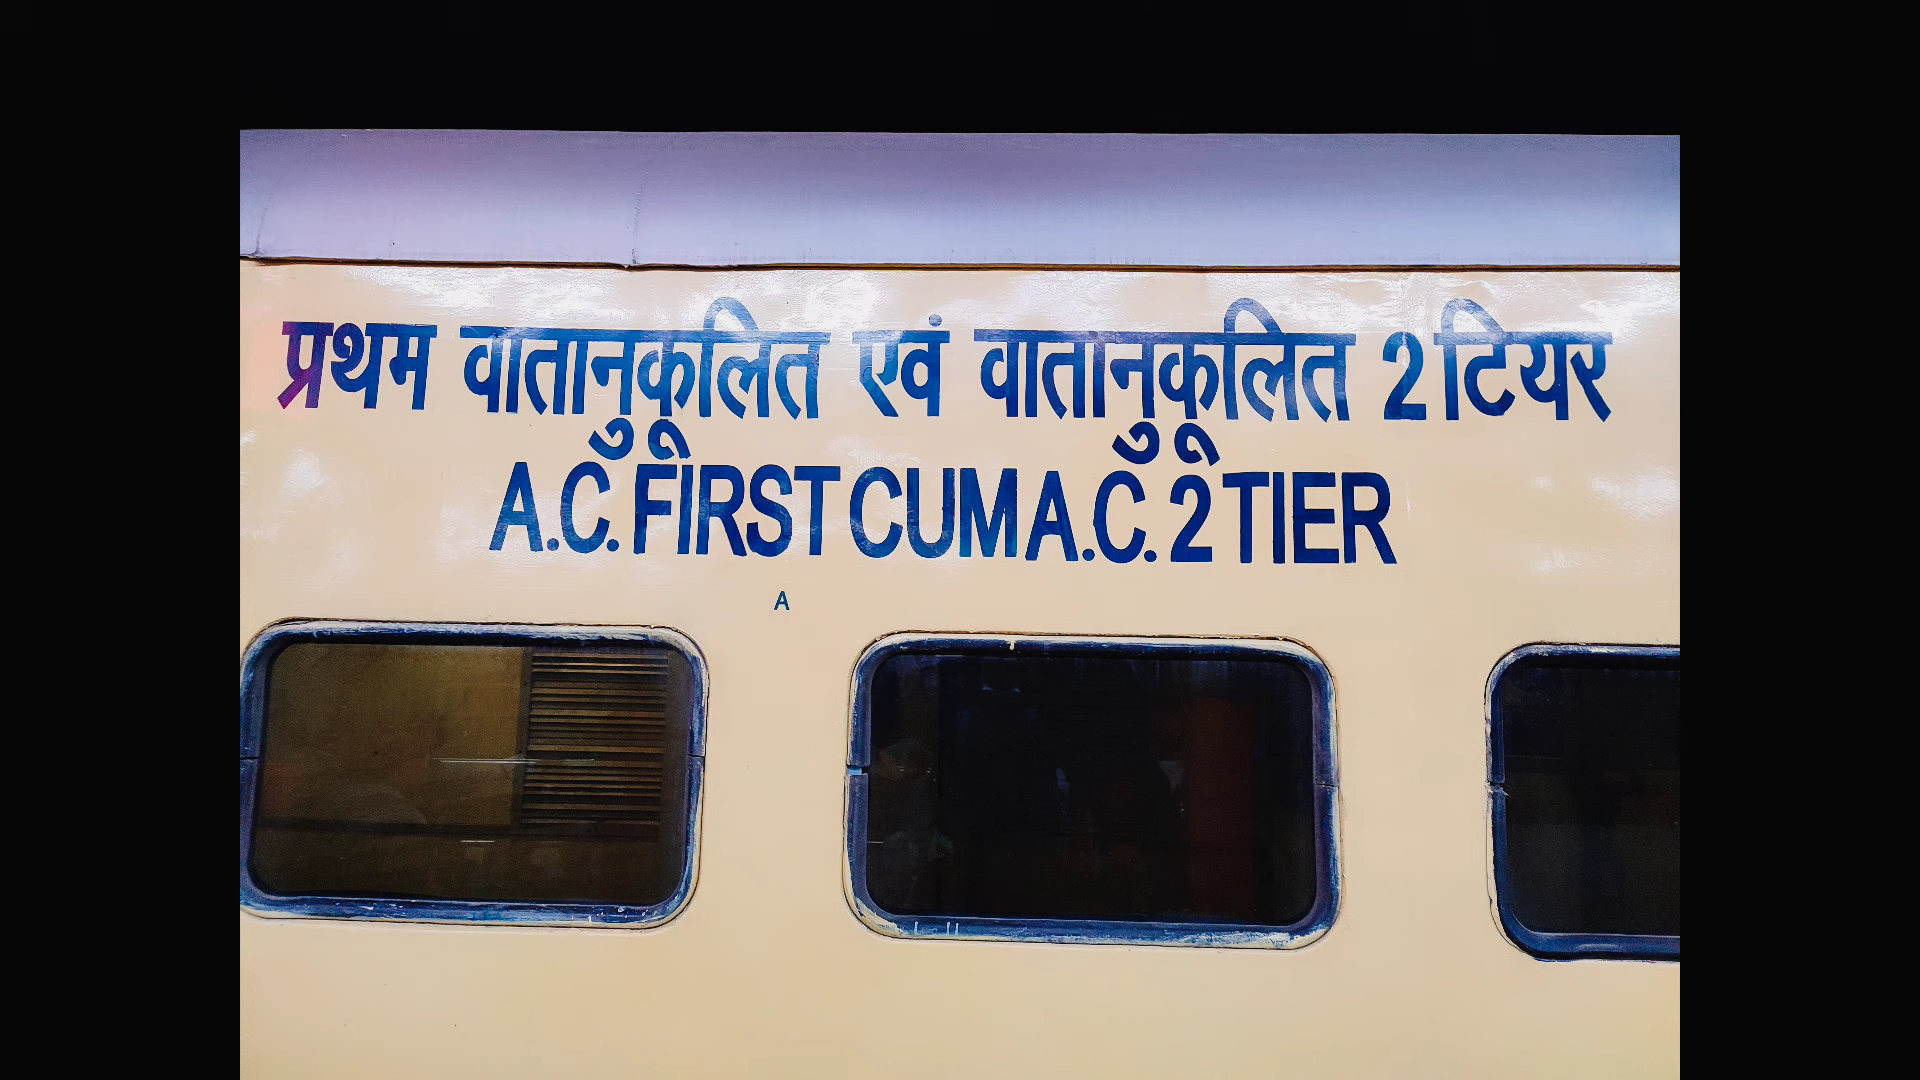 प्रथम वातानुकूलित एवं वातानुकूलित 2 टियर
A.C. FIRST CUM A.C. 2 TIER
A